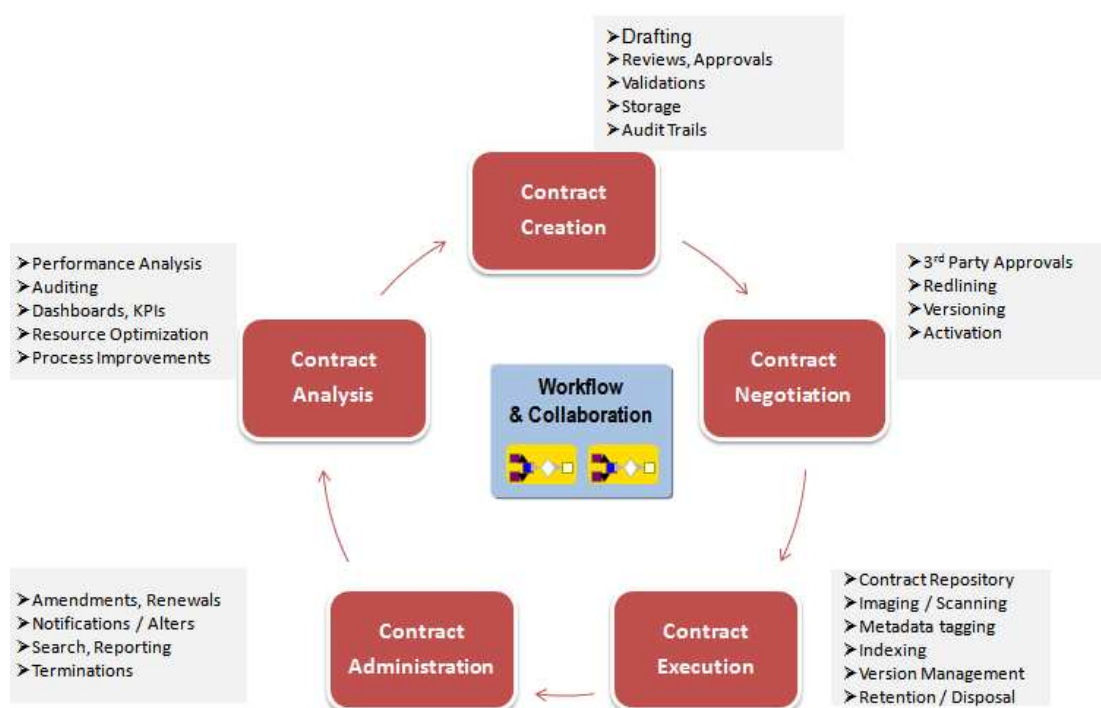 ➤Drafting
➤Reviews, Approvals
➤Validations
➤Storage
➤Audit Trails
Contract
Creation
➤3rd Party Approvals
➤Redlining
➤Versioning
➤Activation
Contract
Negotiation
➤Contract Repository
➤Imaging / Scanning
➤Metadata tagging
➤Indexing
➤Version Management
➤Retention / Disposal
Contract
Execution
Contract
Administration
➤Amendments, Renewals
➤Notifications / Alters
➤Search, Reporting
➤Terminations
Contract
Analysis
➤Performance Analysis
➤Auditing
➤Dashboards, KPIs
➤Resource Optimization
➤Process Improvements
Workflow
& Collaboration